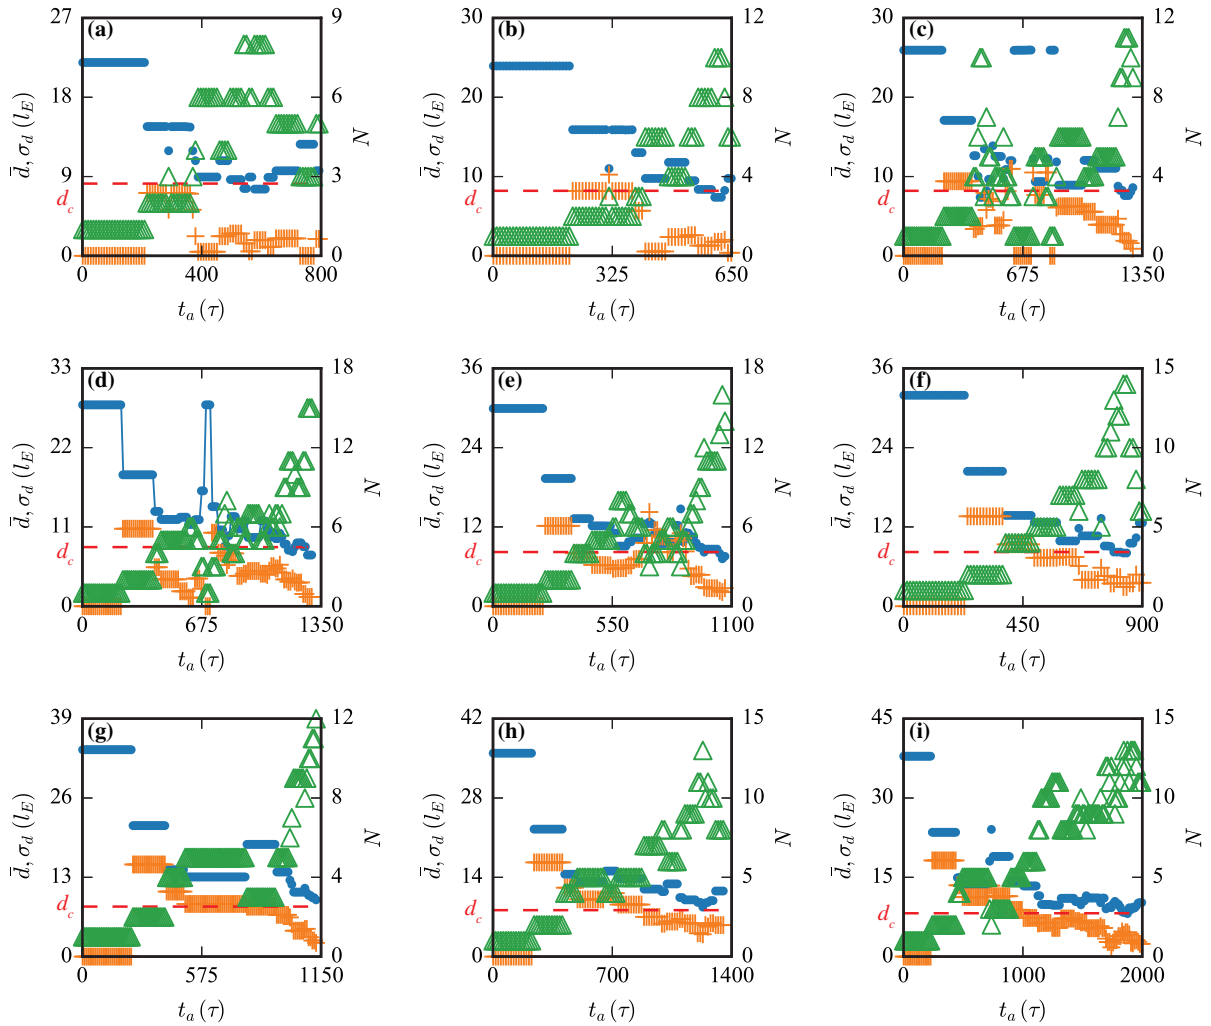 (a)
27
18
9
0
9
6
3
0
0
400
800
d̄, σ_d (l_E)
N
d_c
t_a (τ)
(b)
30
20
10
0
12
8
4
0
0
325
650
d̄, σ_d (l_E)
N
d_c
t_a (τ)
(c)
30
20
10
0
12
8
4
0
0
675
1350
d̄, σ_d (l_E)
N
d_c
t_a (τ)
(d)
33
22
11
0
18
12
6
0
0
675
1350
d̄, σ_d (l_E)
N
d_c
t_a (τ)
(e)
36
24
12
0
18
12
6
0
0
550
1100
d̄, σ_d (l_E)
N
d_c
t_a (τ)
(f)
36
24
12
0
15
10
5
0
0
450
900
d̄, σ_d (l_E)
N
d_c
t_a (τ)
(g)
39
26
13
0
12
8
4
0
0
575
1150
d̄, σ_d (l_E)
N
d_c
t_a (τ)
(h)
42
28
14
0
15
10
5
0
0
700
1400
d̄, σ_d (l_E)
N
d_c
t_a (τ)
(i)
45
30
15
0
15
10
5
0
0
1000
2000
d̄, σ_d (l_E)
N
d_c
t_a (τ)